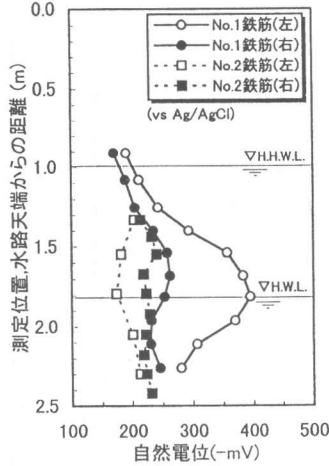 0.0
No.1鉄筋(左)
No.1鉄筋(右)
No.2鉄筋(左)
No.2鉄筋(右)
(vs Ag/AgCl)
0.5
1.0
▽H.H.W.L.
1.5
▽H.W.L.
2.0
2.5
100 200 300 400 500
自然電位(-mV)
測定位置,水路天端からの距離(m)